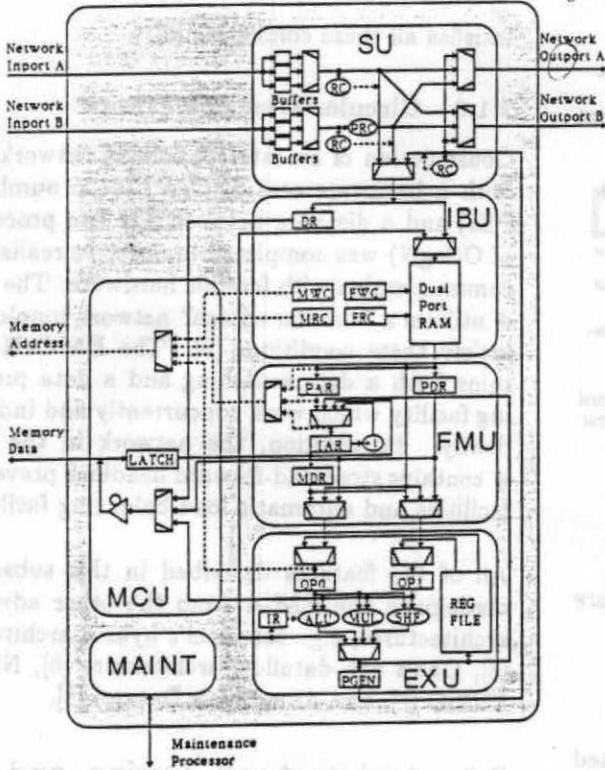 SU
Network
Inport A
Network
Outport A
RC
Buffers
Network
Inport B
Network
Outport B
RC
RC
RC
Buffers
IBU
DR
MWC
FWC
MRC
FRC
Dual
Port
RAM
Memory
Address
PAR
PDR
FMU
IAR
+1
Memory
Data
LATCH
MDR
MCU
OP0
OP1
REG
FILE
IR
ALU
MUL
SHF
MAINT
PGEN
EXU
Maintenance
Processor